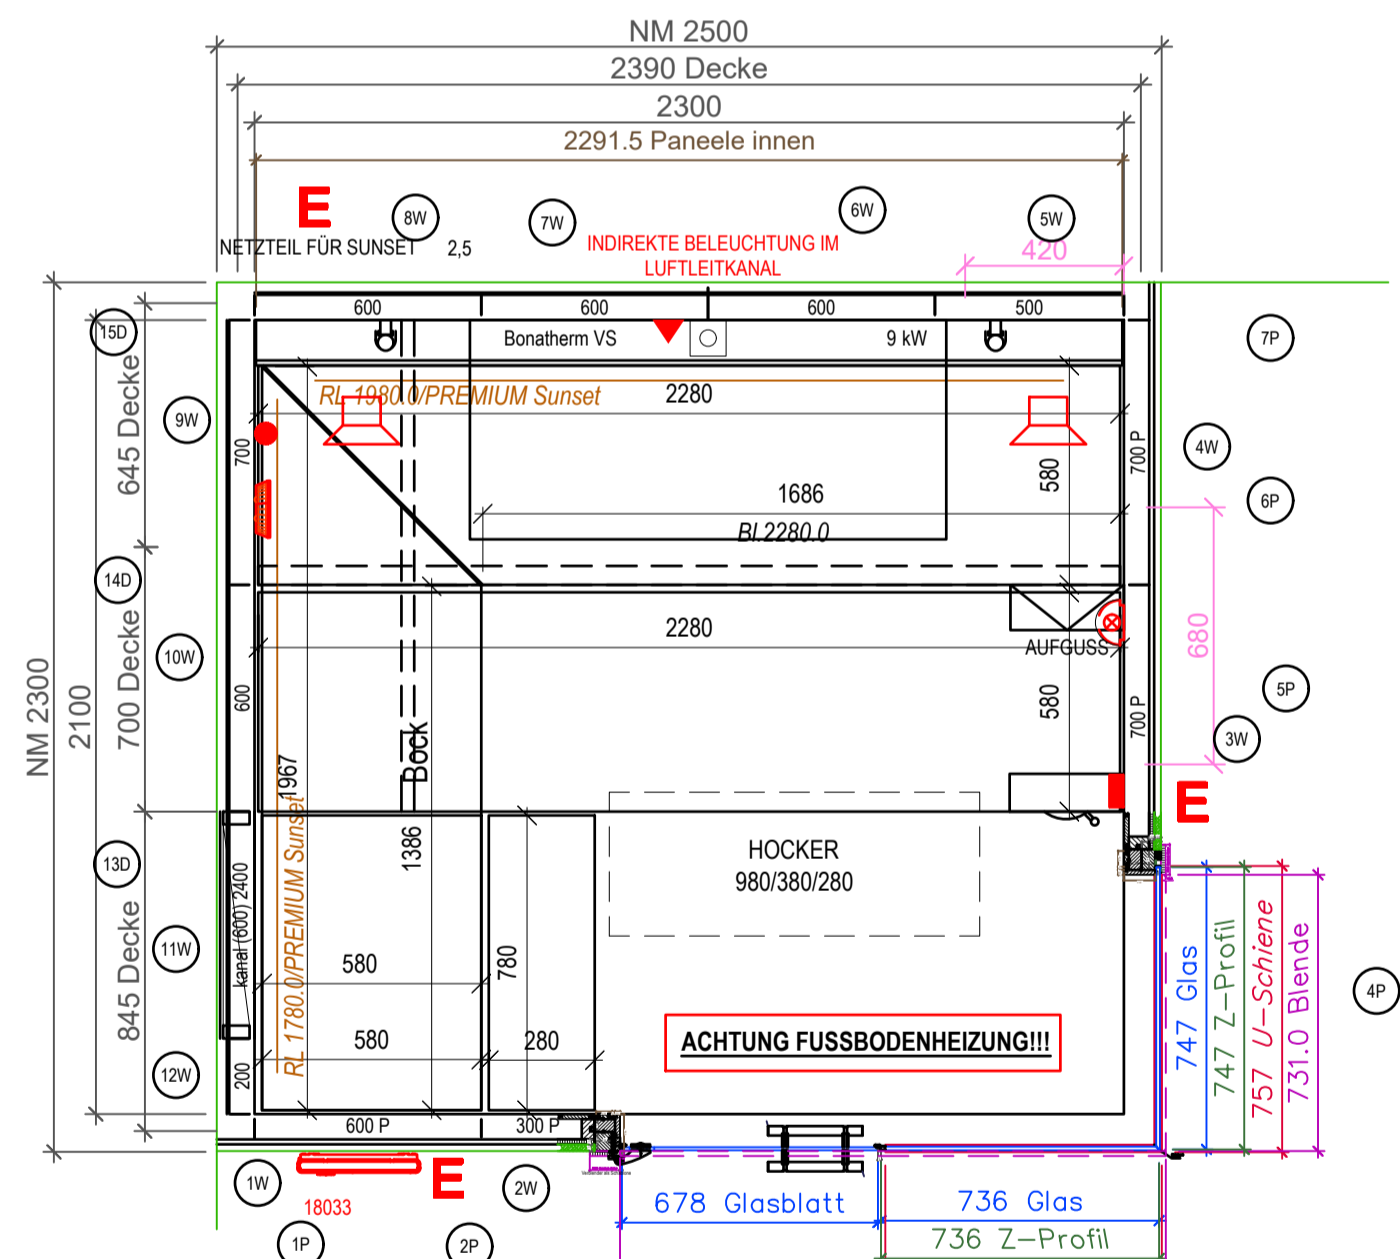 NM 2500
2390 Decke
2300
2291.5 Paneele innen
E
8W
7W
6W
5W
NETZTEIL FÜR SUNSET 2,5
INDIREKTE BELEUCHTUNG IM
LUFTLEITKANAL
420
600
600
600
500
15D
Bonatherm VS
9 kW
7P
645 Decke
RL 1980.0/PREMIUM Sunset
2280
9W
700
580
700 P
4W
1686
6P
Bl.2280.0
14D
700 Decke
NM 2300
2100
10W
600
2280
AUFGUSS
680
580
700 P
5P
3W
Bock
1967
RL 1780.0/PREMIUM Sunset
1386
E
HOCKER
980/380/280
13D
845 Decke
11W
kanal (600) 2400
580
780
747 Glas
747 Z-Profil
757 U-Schiene
731.0 Blende
4P
580
280
ACHTUNG FUSSBODENHEIZUNG!!!
12W
200
600 P
300 P
1W
18033
E
2W
678 Glasblatt
736 Glas
736 Z-Profil
1P
2P